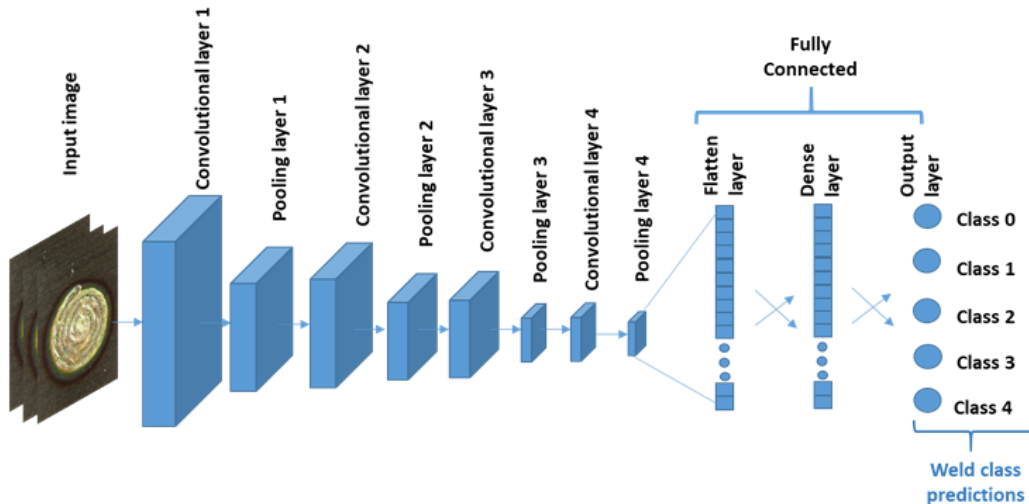 Input image
Convolutional layer 1
Pooling layer 1
Convolutional layer 2
Pooling layer 2
Convolutional layer 3
Pooling layer 3
Convolutional layer 4
Pooling layer 4
Fully
Connected
Flatten
layer
Dense
layer
Output
layer
Class 0
Class 1
Class 2
Class 3
Class 4
Weld class
predictions